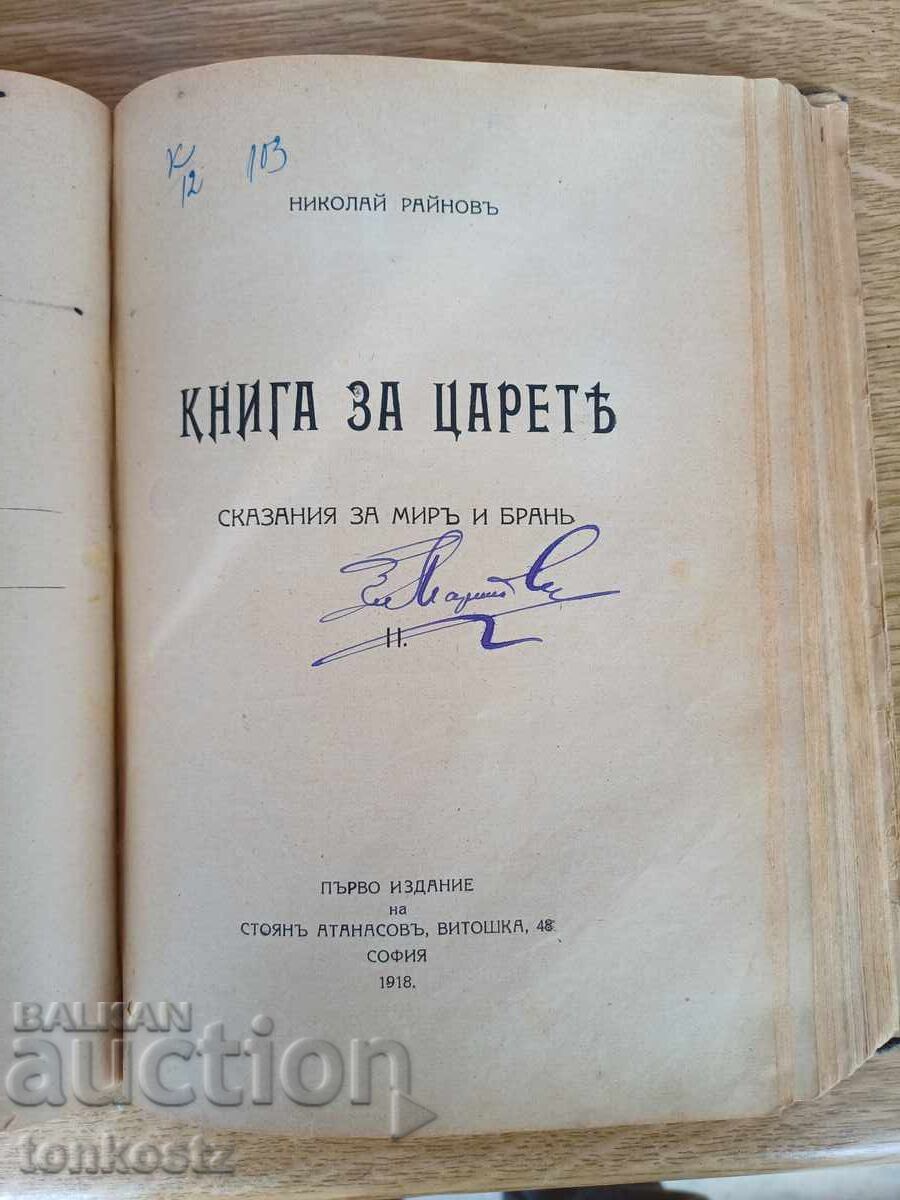 К/12 103
НИКОЛАЙ РАЙНОВЪ
КНИГА ЗА ЦАРЕТѢ
СКАЗАНИЯ ЗА МИРЪ И БРАНЬ
II.
ПЪРВО ИЗДАНИЕ
на
СТОЯНЪ АТАНАСОВЪ, ВИТОШКА, 48
СОФИЯ
1918.
BALKAN
auction
tonkostz